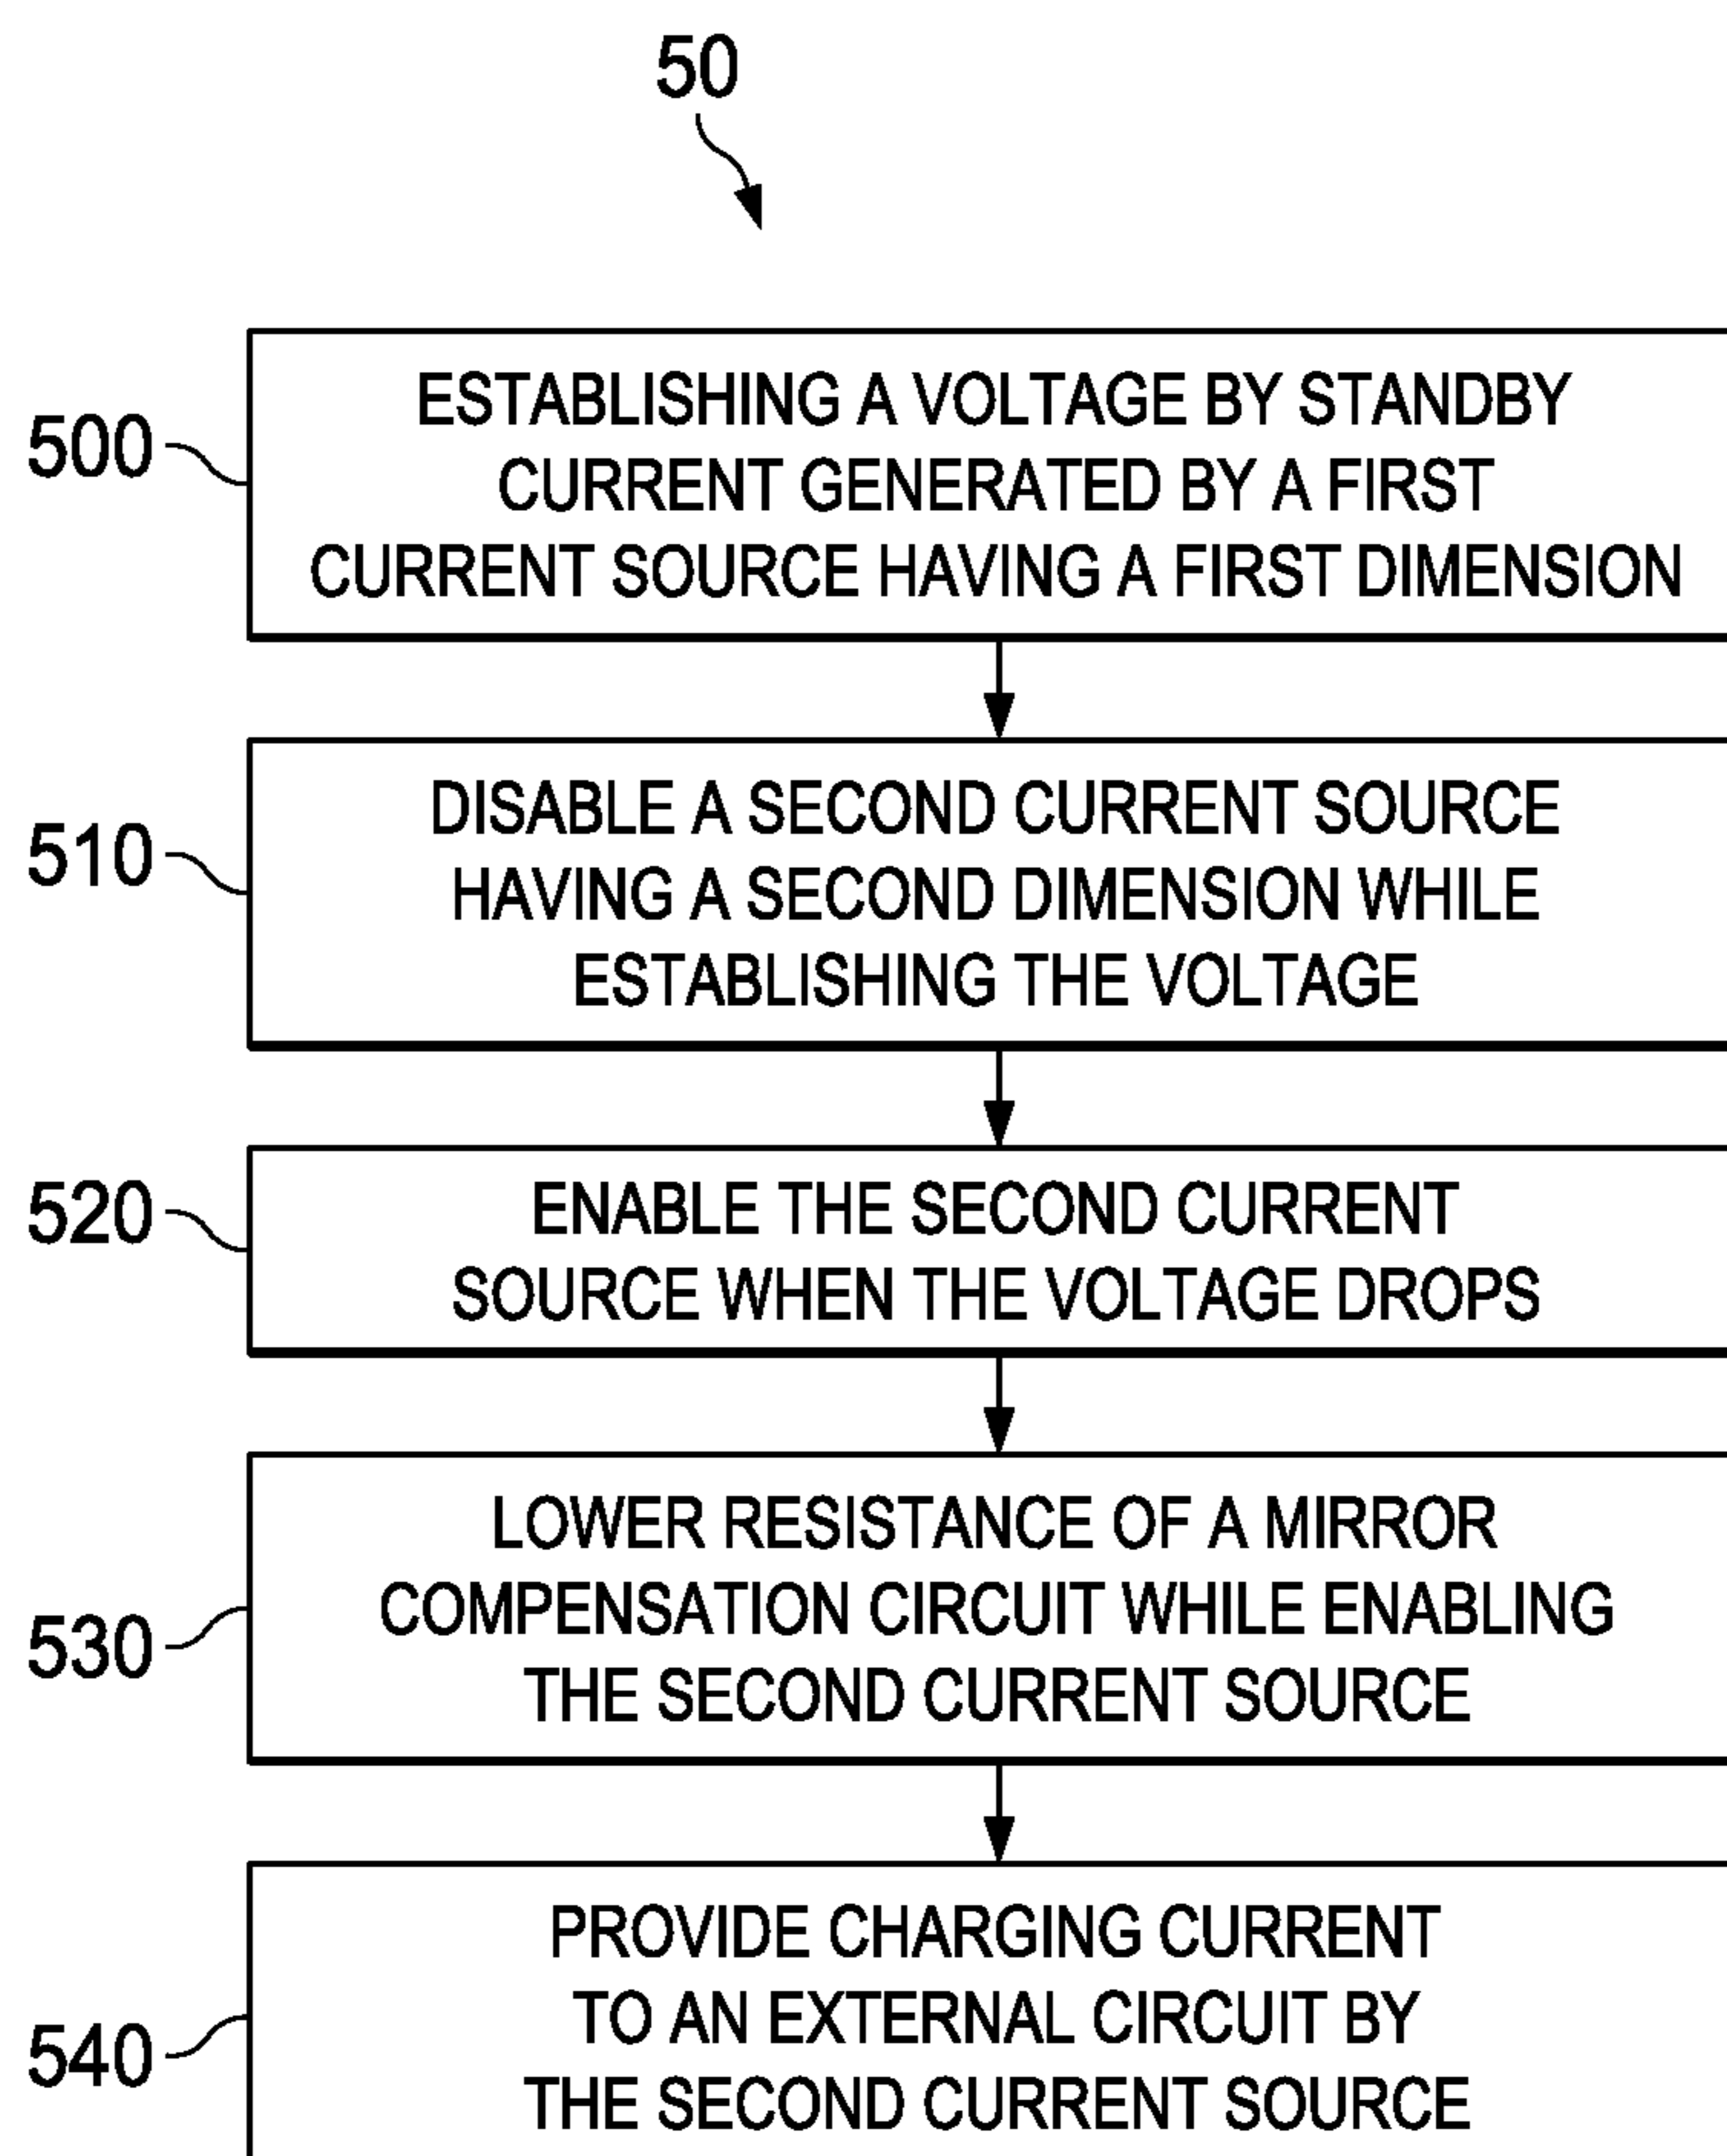 50
500
ESTABLISHING A VOLTAGE BY STANDBY
CURRENT GENERATED BY A FIRST
CURRENT SOURCE HAVING A FIRST DIMENSION
510
DISABLE A SECOND CURRENT SOURCE
HAVING A SECOND DIMENSION WHILE
ESTABLISHING THE VOLTAGE
520
ENABLE THE SECOND CURRENT
SOURCE WHEN THE VOLTAGE DROPS
530
LOWER RESISTANCE OF A MIRROR
COMPENSATION CIRCUIT WHILE ENABLING
THE SECOND CURRENT SOURCE
540
PROVIDE CHARGING CURRENT
TO AN EXTERNAL CIRCUIT BY
THE SECOND CURRENT SOURCE